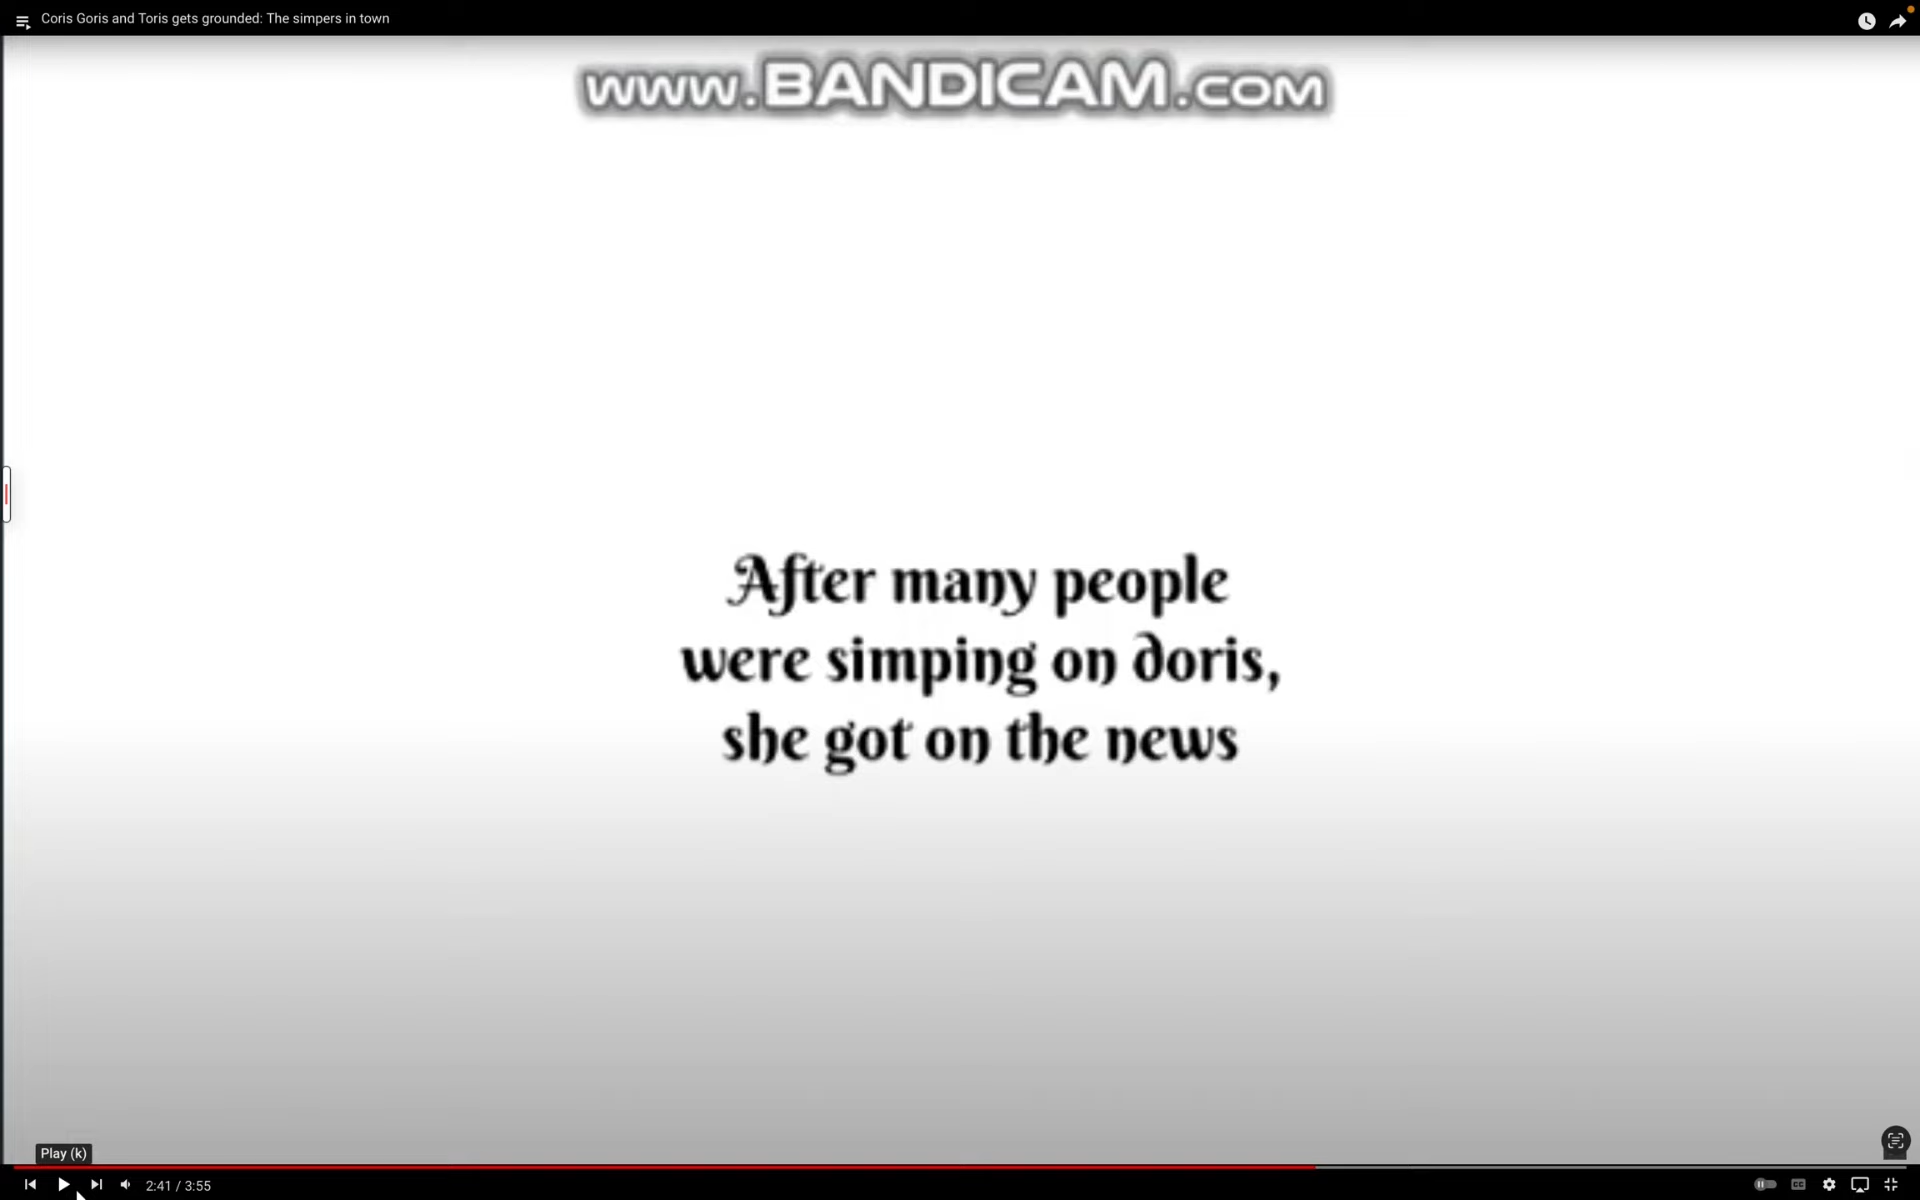 Coris Goris and Toris gets grounded: The simpers in town
www.BANDICAM.com
After many people
were simping on doris,
she got on the news
Play (k)
2:41 / 3:55